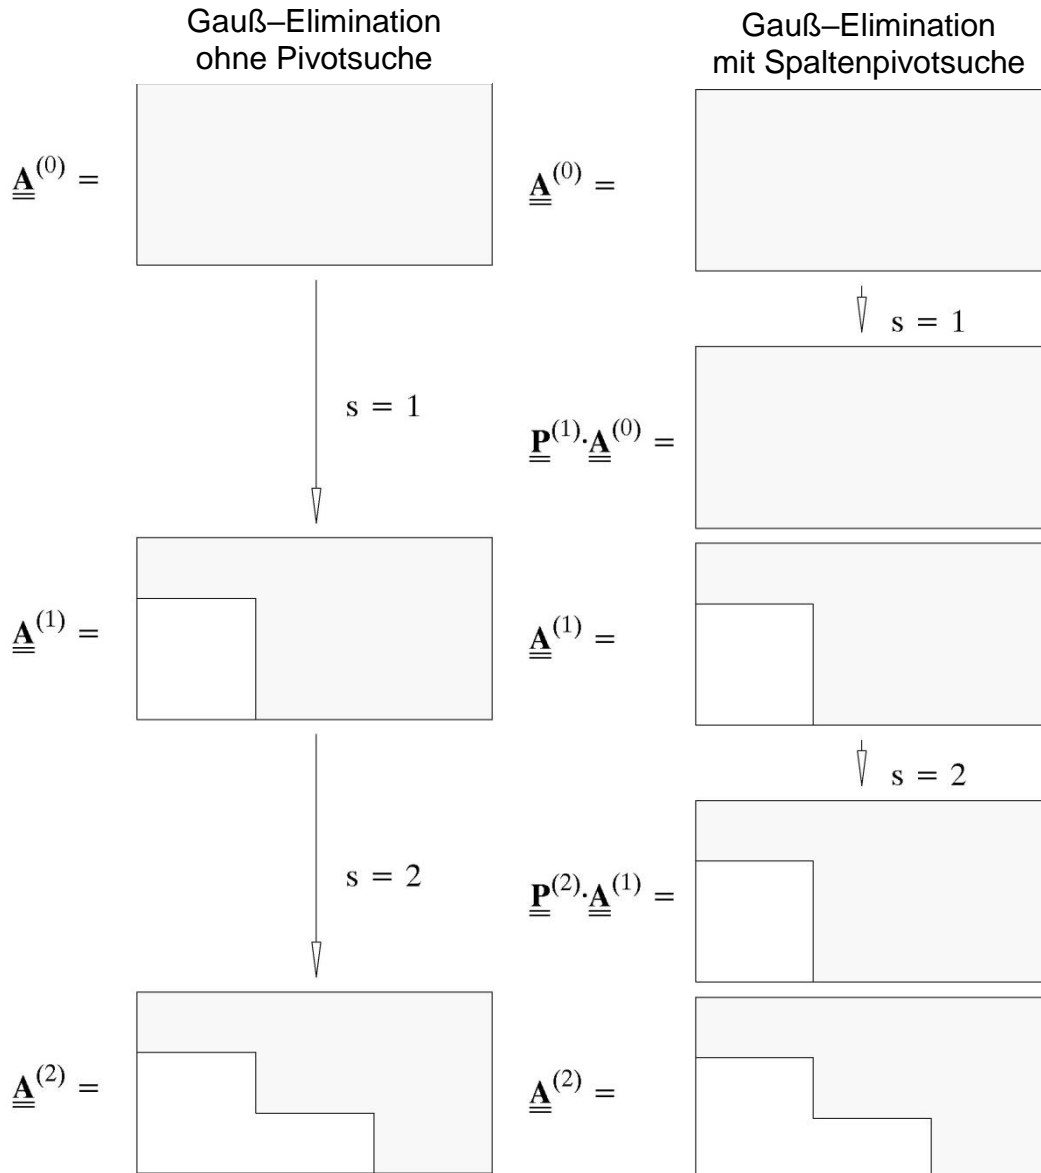 Gauß–Elimination
ohne Pivotsuche
A^(0) =
s = 1
A^(1) =
s = 2
A^(2) =
Gauß–Elimination
mit Spaltenpivotsuche
A^(0) =
s = 1
P^(1)·A^(0) =
A^(1) =
s = 2
P^(2)·A^(1) =
A^(2) =